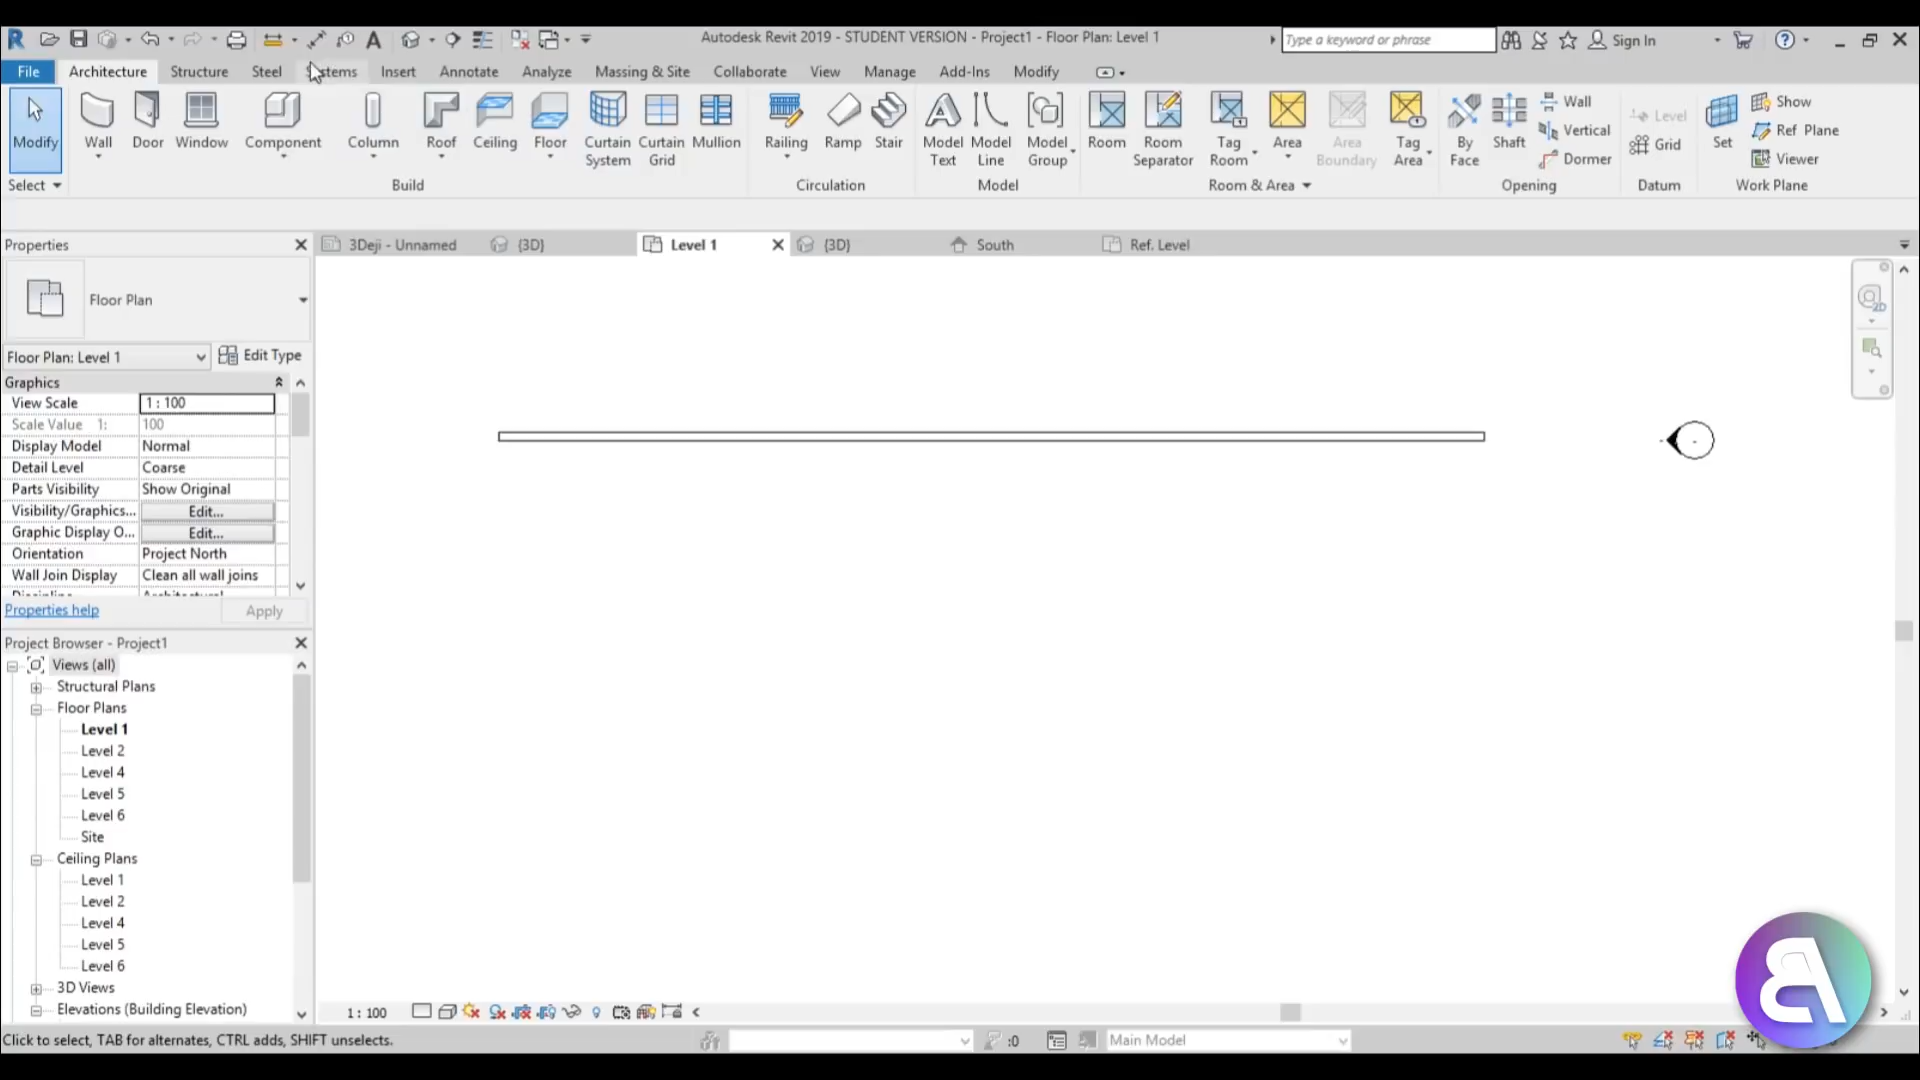 Autodesk Revit 2019 - STUDENT VERSION - Project1 - Floor Plan: Level 1
Type a keyword or phrase
Sign In
File Architecture Structure Steel Insert Annotate Analyze Massing & Site Collaborate View Manage Add-Ins Modify
Modify
Wall
Door
Window
Component
Column
Roof
Ceiling
Floor
Curtain System
Curtain Grid
Mullion
Railing
Ramp
Stair
Model Text
Model Line
Model Group
Room
Room Separator
Tag Room
Area
Area Boundary
Tag Area
By Face
Shaft
Wall
Vertical
Dormer
Level
Grid
Set
Show
Ref Plane
Viewer
Select
Build
Circulation
Model
Room & Area
Opening
Datum
Work Plane
Properties
3Deji - Unnamed
{3D}
Level 1
{3D}
South
Ref. Level
2D
Floor Plan
Floor Plan: Level 1
Edit Type
Graphics
View Scale 1 : 100
Scale Value 1: 100
Display Model Normal
Detail Level Coarse
Parts Visibility Show Original
Visibility/Graphics... Edit...
Graphic Display O... Edit...
Orientation Project North
Wall Join Display Clean all wall joins
Properties help
Apply
Project Browser - Project1
Views (all)
Structural Plans
Floor Plans
Level 1
Level 2
Level 4
Level 5
Level 6
Site
Ceiling Plans
Level 1
Level 2
Level 4
Level 5
Level 6
3D Views
Elevations (Building Elevation)
1 : 100
Click to select, TAB for alternates, CTRL adds, SHIFT unselects.
:0
Main Model